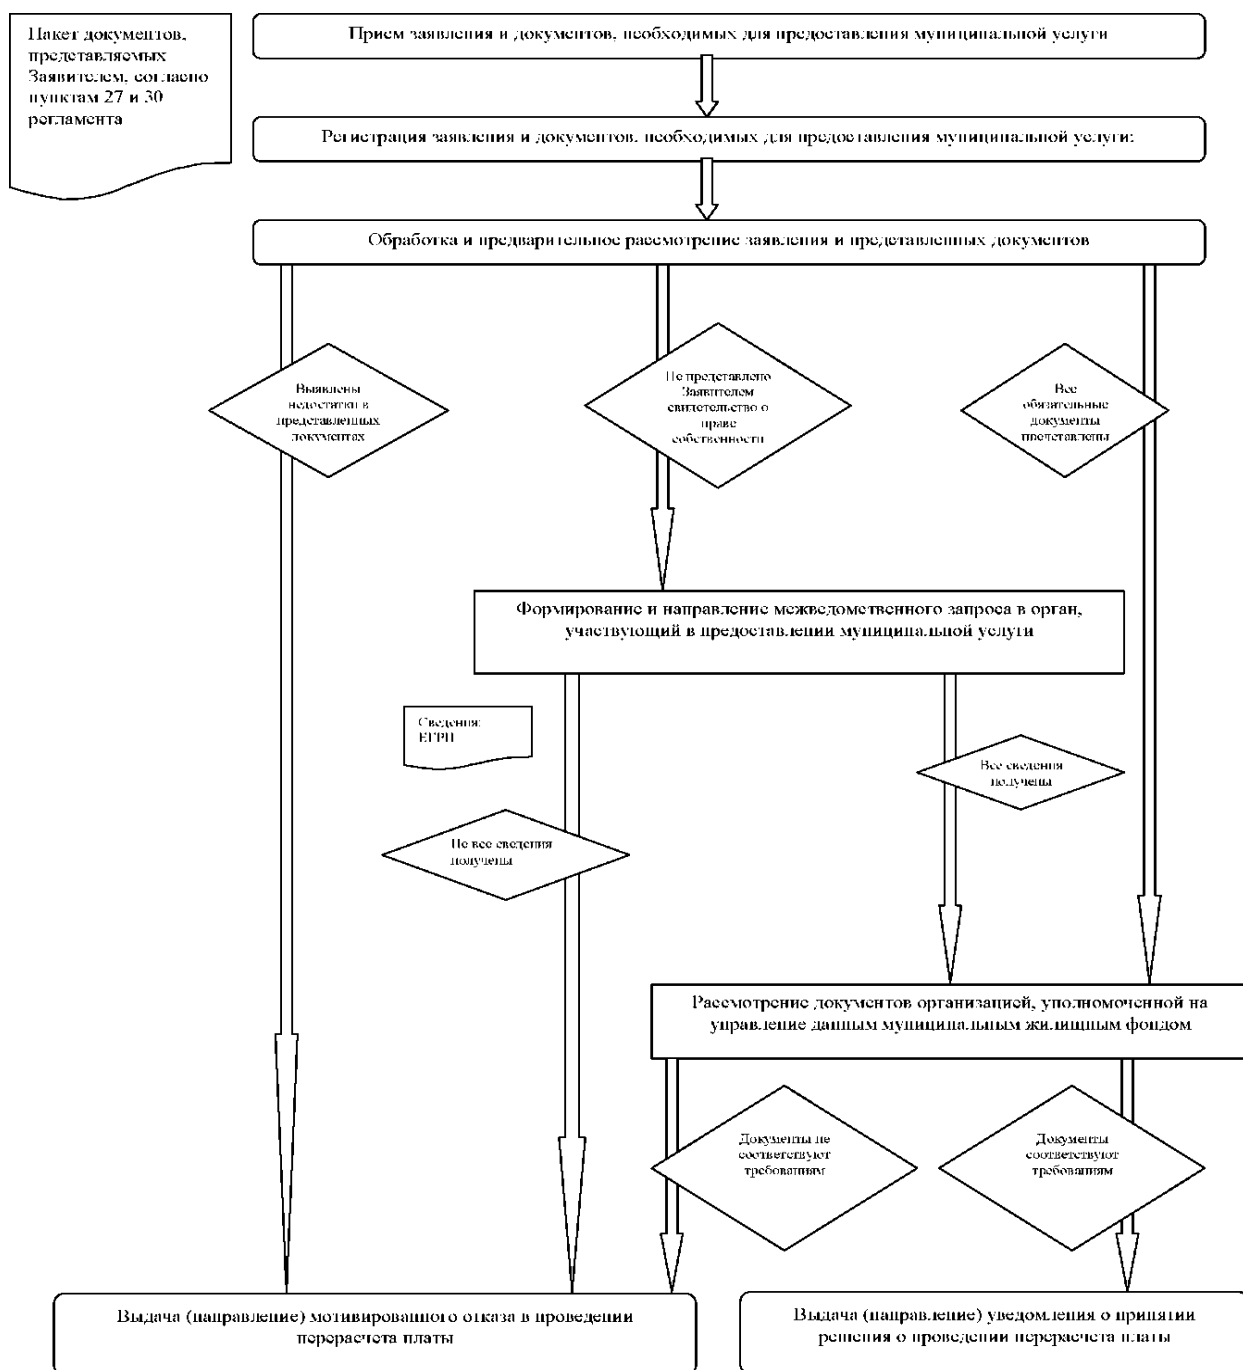 Пакет документов,
представляемых
Заявителем, согласно
пунктам 27 и 30
регламента
Прием заявления и документов, необходимых для предоставления муниципальной услуги
Регистрация заявления и документов, необходимых для предоставления муниципальной услуги:
Обработка и предварительное рассмотрение заявления и представленных документов
Выявлены
недостатки в
представленных
документах
Не представлено
Заявителем
свидетельство о
праве
собственности
Все
обязательные
документы
представлены
Формирование и направление межведомственного запроса в орган,
участвующий в предоставлении муниципальной услуги
Сведения:
ЕГРП
Все сведения
получены
Не все сведения
получены
Рассмотрение документов организацией, уполномоченной на
управление данным муниципальным жилищным фондом
Документы не
соответствуют
требованиям
Документы
соответствуют
требованиям
Выдача (направление) мотивированного отказа в проведении
перерасчета платы
Выдача (направление) уведомления о принятии
решения о проведении перерасчета платы